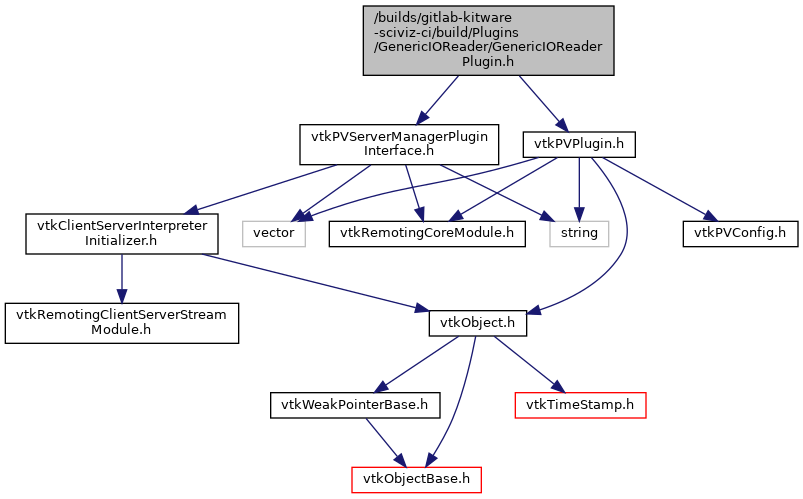 /builds/gitlab-kitware
-sciviz-ci/build/Plugins
/GenericIOReader/GenericIOReader
Plugin.h
vtkPVServerManagerPlugin
Interface.h
vtkPVPlugin.h
vtkClientServerInterpreter
Initializer.h
vector
vtkRemotingCoreModule.h
string
vtkPVConfig.h
vtkRemotingClientServerStream
Module.h
vtkObject.h
vtkWeakPointerBase.h
vtkTimeStamp.h
vtkObjectBase.h